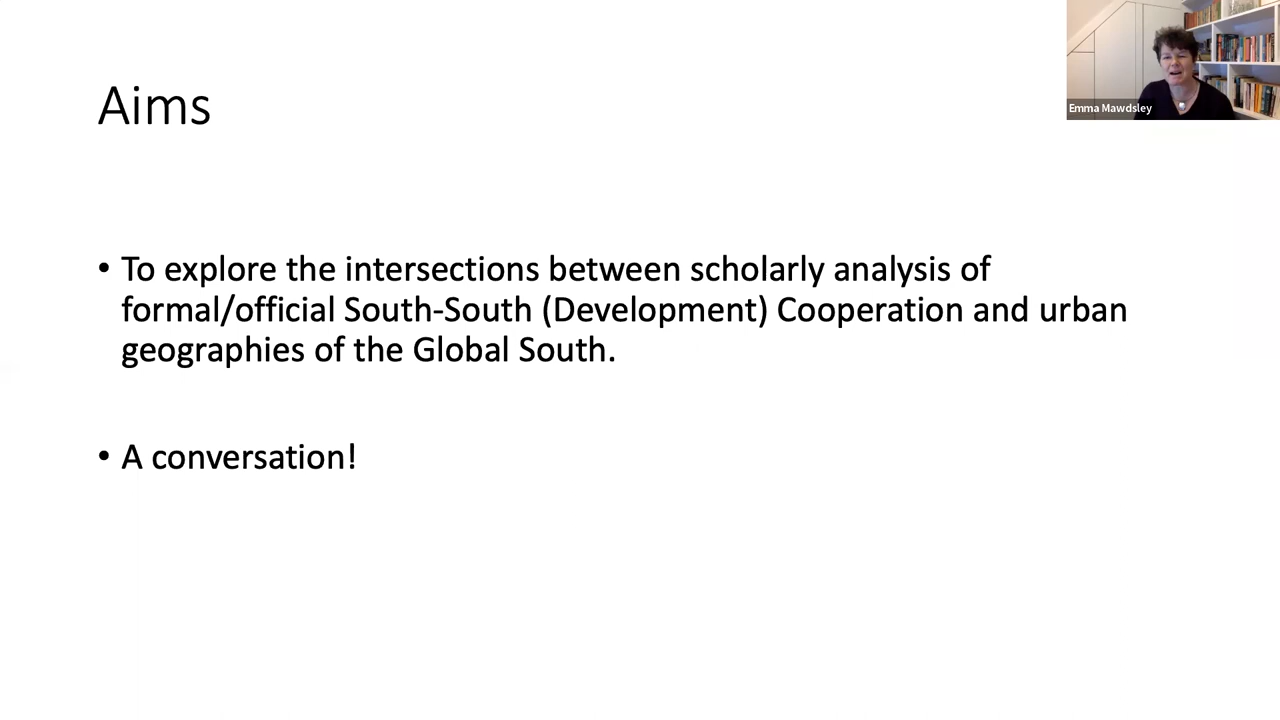 Aims
Emma Mawdsley
• To explore the intersections between scholarly analysis of
formal/official South-South (Development) Cooperation and urban
geographies of the Global South.
• A conversation!